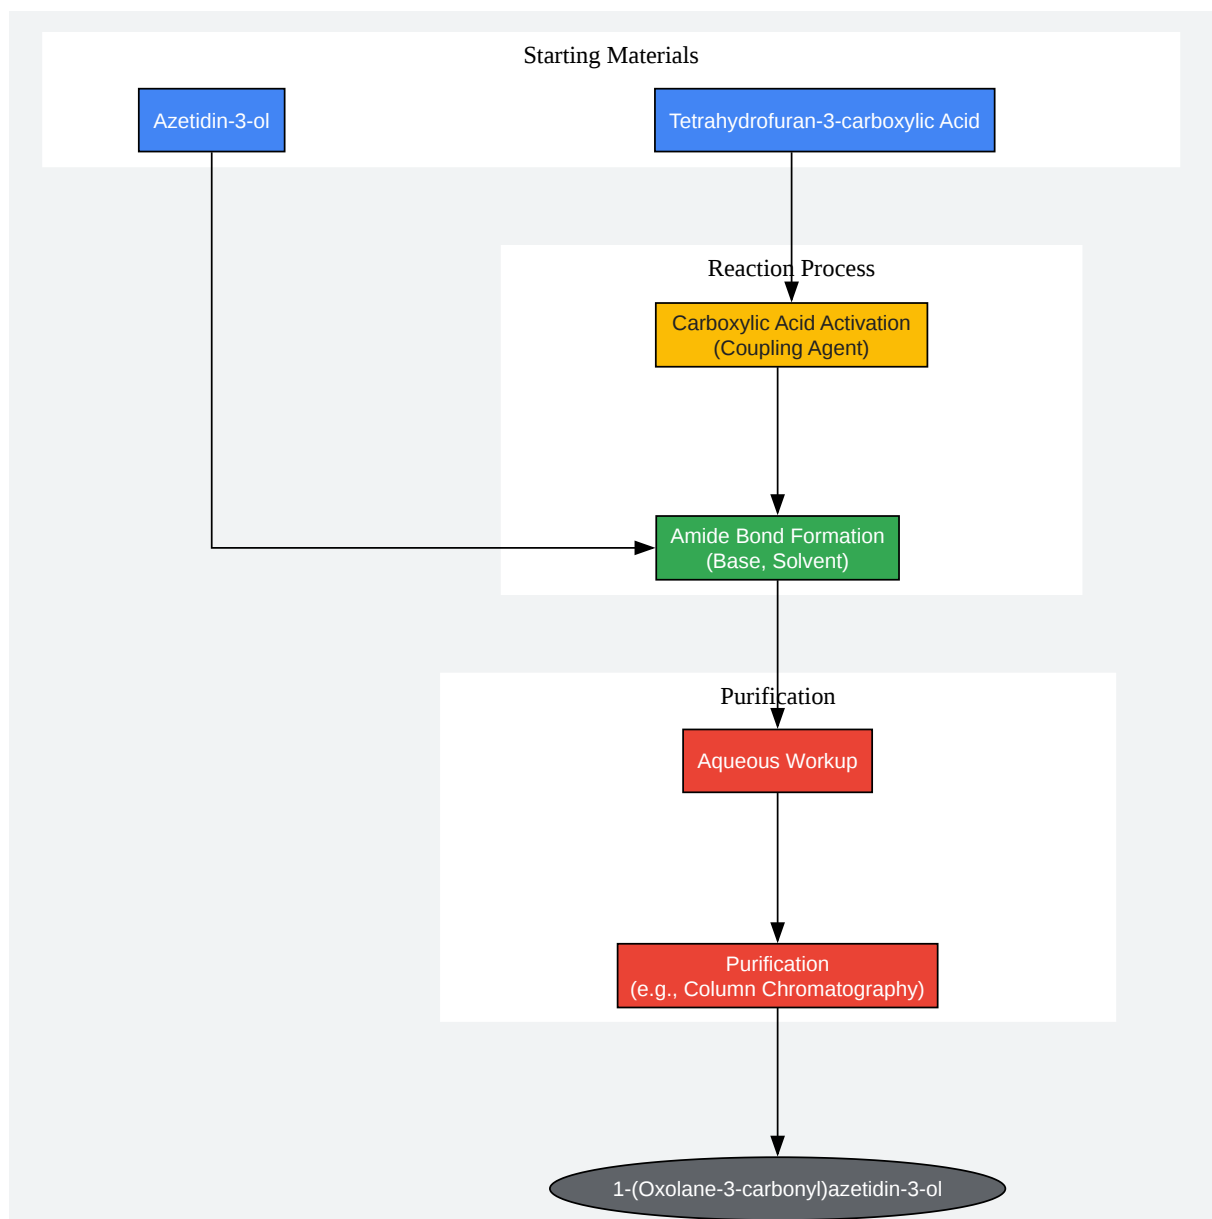 Starting Materials
Azetidin-3-ol
Tetrahydrofuran-3-carboxylic Acid
Reaction Process
Carboxylic Acid Activation
(Coupling Agent)
Amide Bond Formation
(Base, Solvent)
Purification
Aqueous Workup
Purification
(e.g., Column Chromatography)
1-(Oxolane-3-carbonyl)azetidin-3-ol